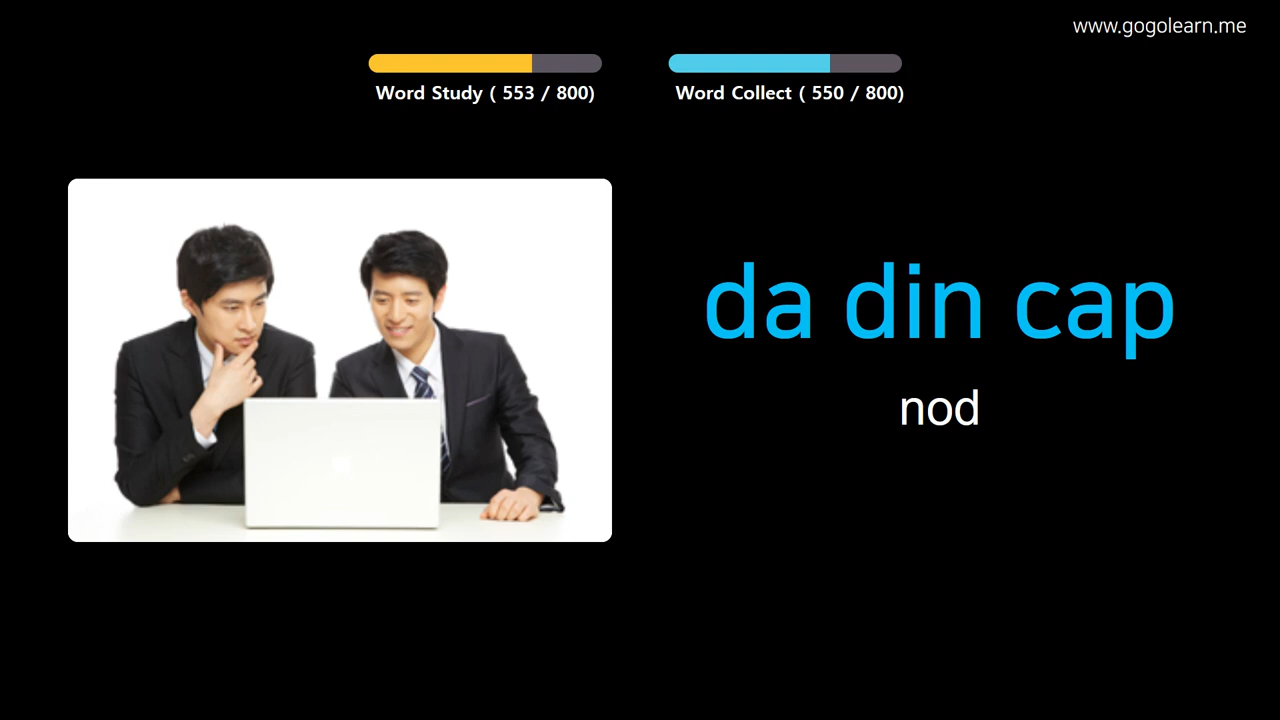 www.gogolearn.me
Word Study ( 553 / 800)
Word Collect ( 550 / 800)
da din cap
nod